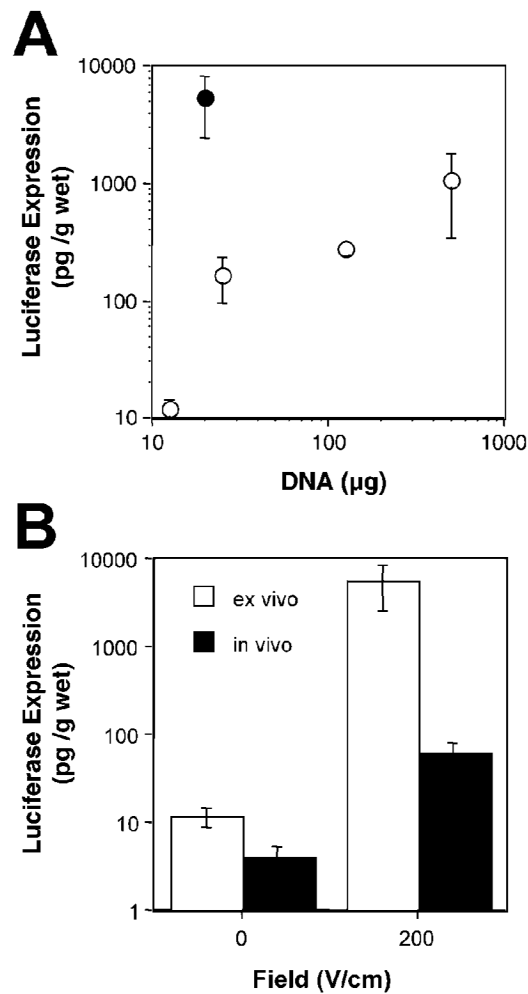 A
Luciferase Expression
(pg /g wet)
10000
1000
100
10
10
100
1000
DNA (µg)
B
Luciferase Expression
(pg /g wet)
10000
1000
100
10
1
ex vivo
in vivo
0
200
Field (V/cm)